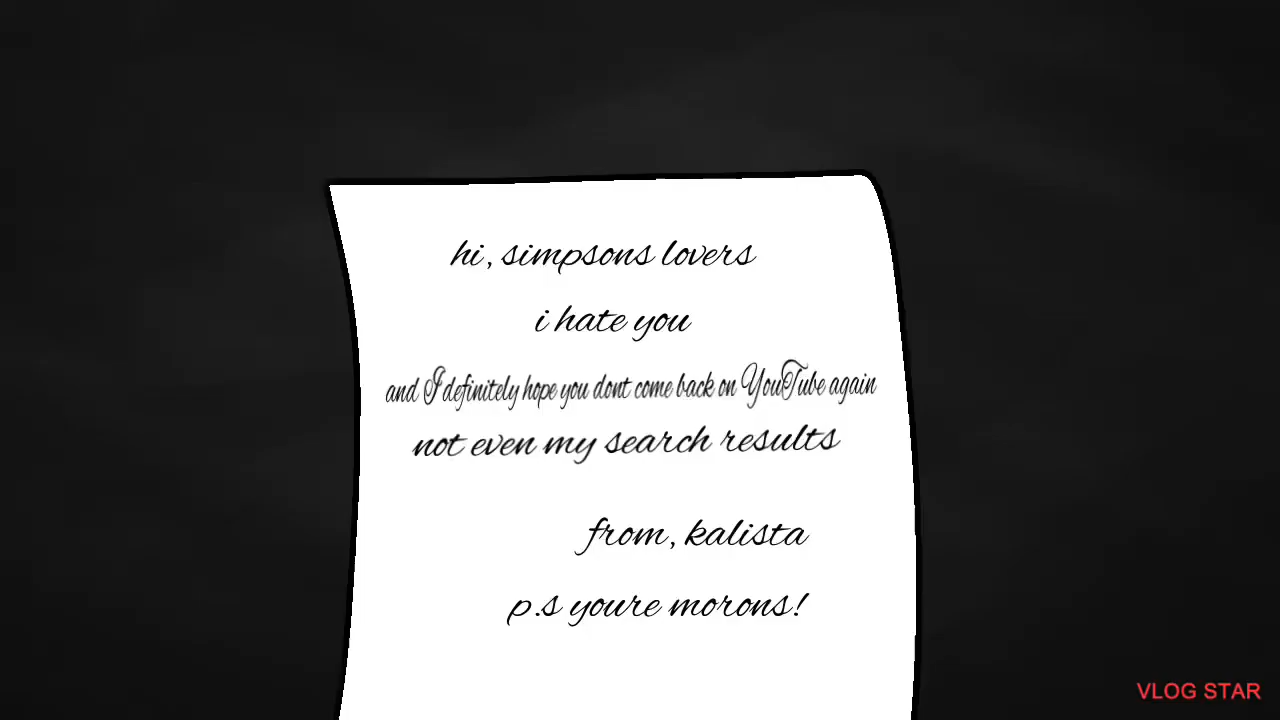 hi, simpsons lovers
i hate you
and I definitely hope you dont come back on YouTube again
not even my search results
from, kalista
p.s youre morons!
VLOG STAR